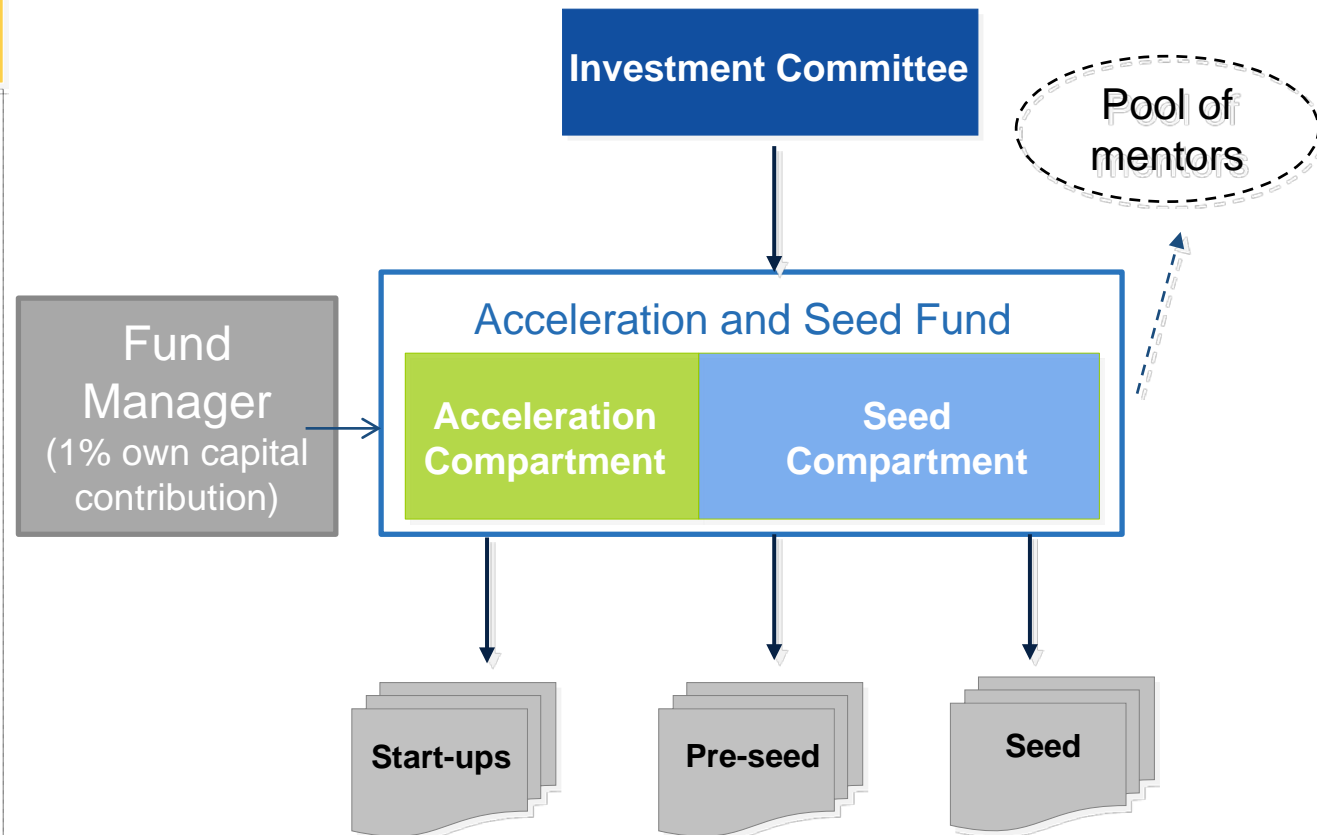 Investment Committee
Pool of
mentors
Acceleration and Seed Fund
Fund
Manager
(1% own capital
contribution)
Acceleration
Compartment
Seed
Compartment
Start-ups
Pre-seed
Seed